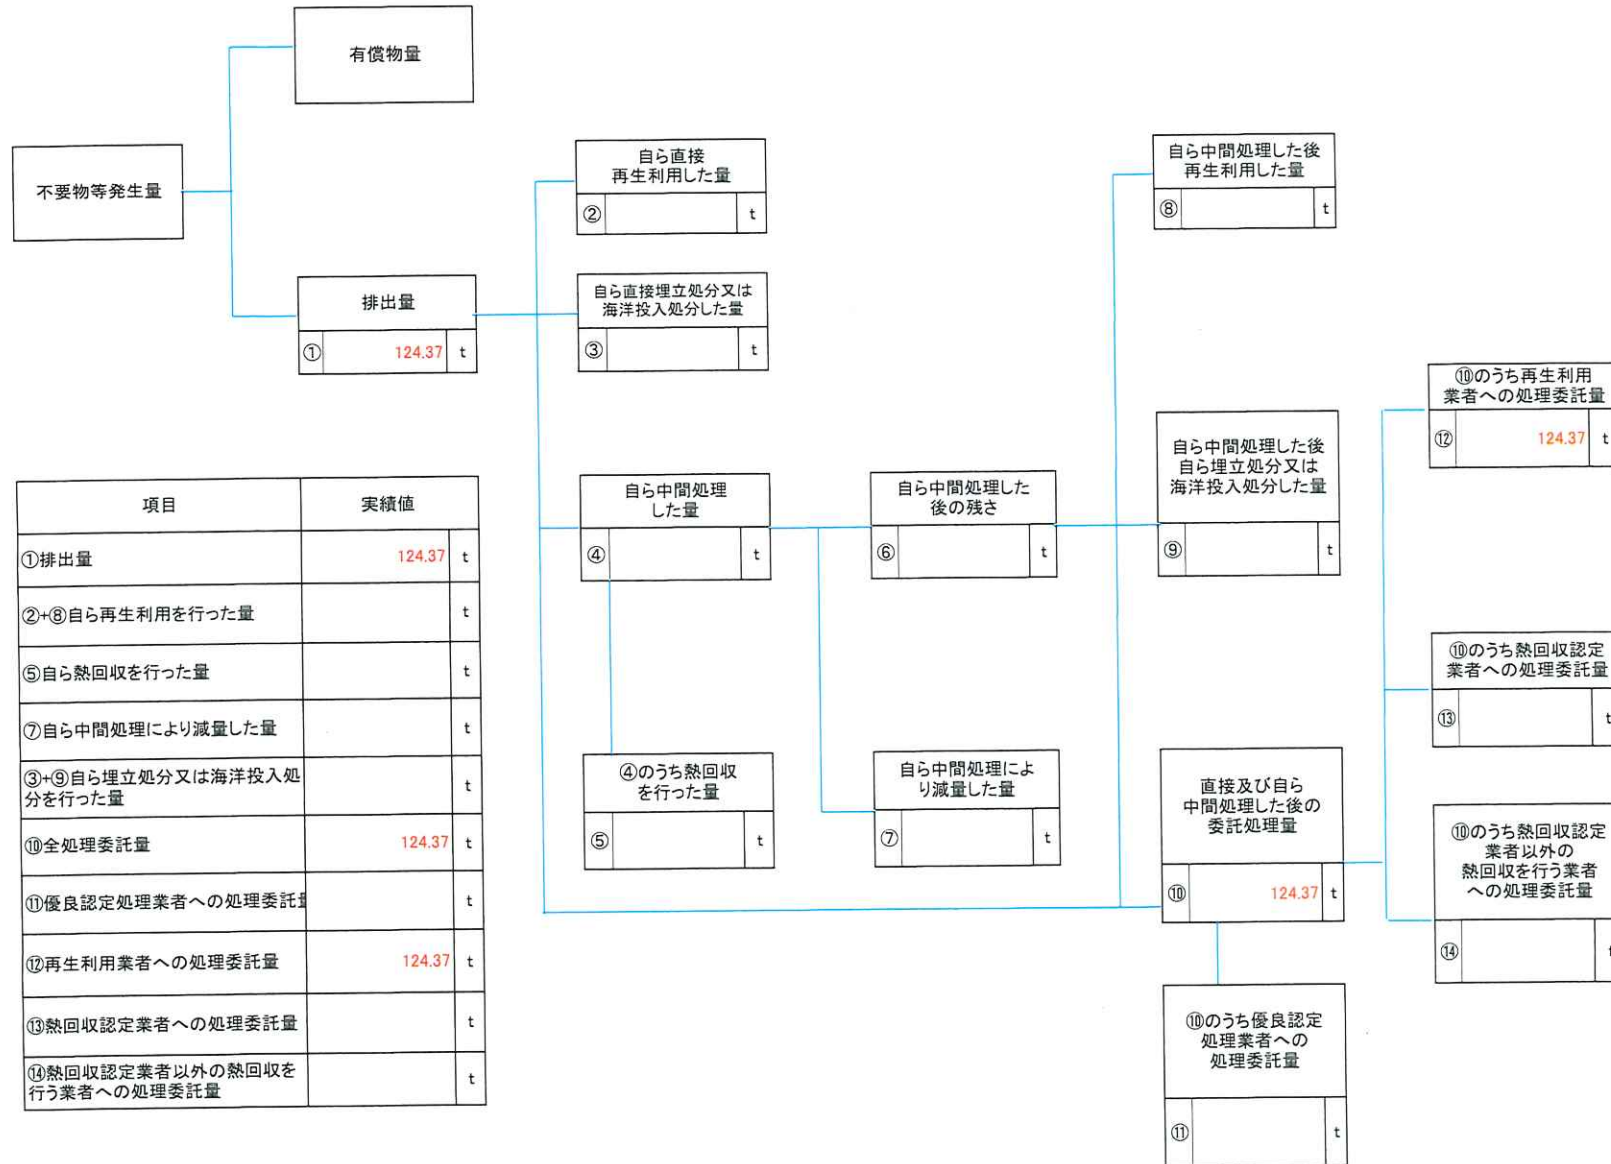 有償物量
不要物等発生量
排出量
① 124.37 t
自ら直接
再生利用した量
② t
自ら直接埋立処分又は
海洋投入処分した量
③ t
自ら中間処理
した量
④ t
④のうち熱回収
を行った量
⑤ t
自ら中間処理した
後の残さ
⑥ t
自ら中間処理によ
り減量した量
⑦ t
自ら中間処理した後
再生利用した量
⑧ t
自ら中間処理した後
自ら埋立処分又は
海洋投入処分した量
⑨ t
直接及び自ら
中間処理した後の
委託処理量
⑩ 124.37 t
⑩のうち優良認定
処理業者への
処理委託量
⑪ t
⑩のうち再生利用
業者への処理委託量
⑫ 124.37 t
⑩のうち熱回収認定
業者への処理委託量
⑬ t
⑩のうち熱回収認定
業者以外の
熱回収を行う業者
への処理委託量
⑭ t
項目 実績値
①排出量 124.37 t
②+⑧自ら再生利用を行った量 t
⑤自ら熱回収を行った量 t
⑦自ら中間処理により減量した量 t
③+⑨自ら埋立処分又は海洋投入処
分を行った量 t
⑩全処理委託量 124.37 t
⑪優良認定処理業者への処理委託 t
⑫再生利用業者への処理委託量 124.37 t
⑬熱回収認定業者への処理委託量 t
⑭熱回収認定業者以外の熱回収を
行う業者への処理委託量 t